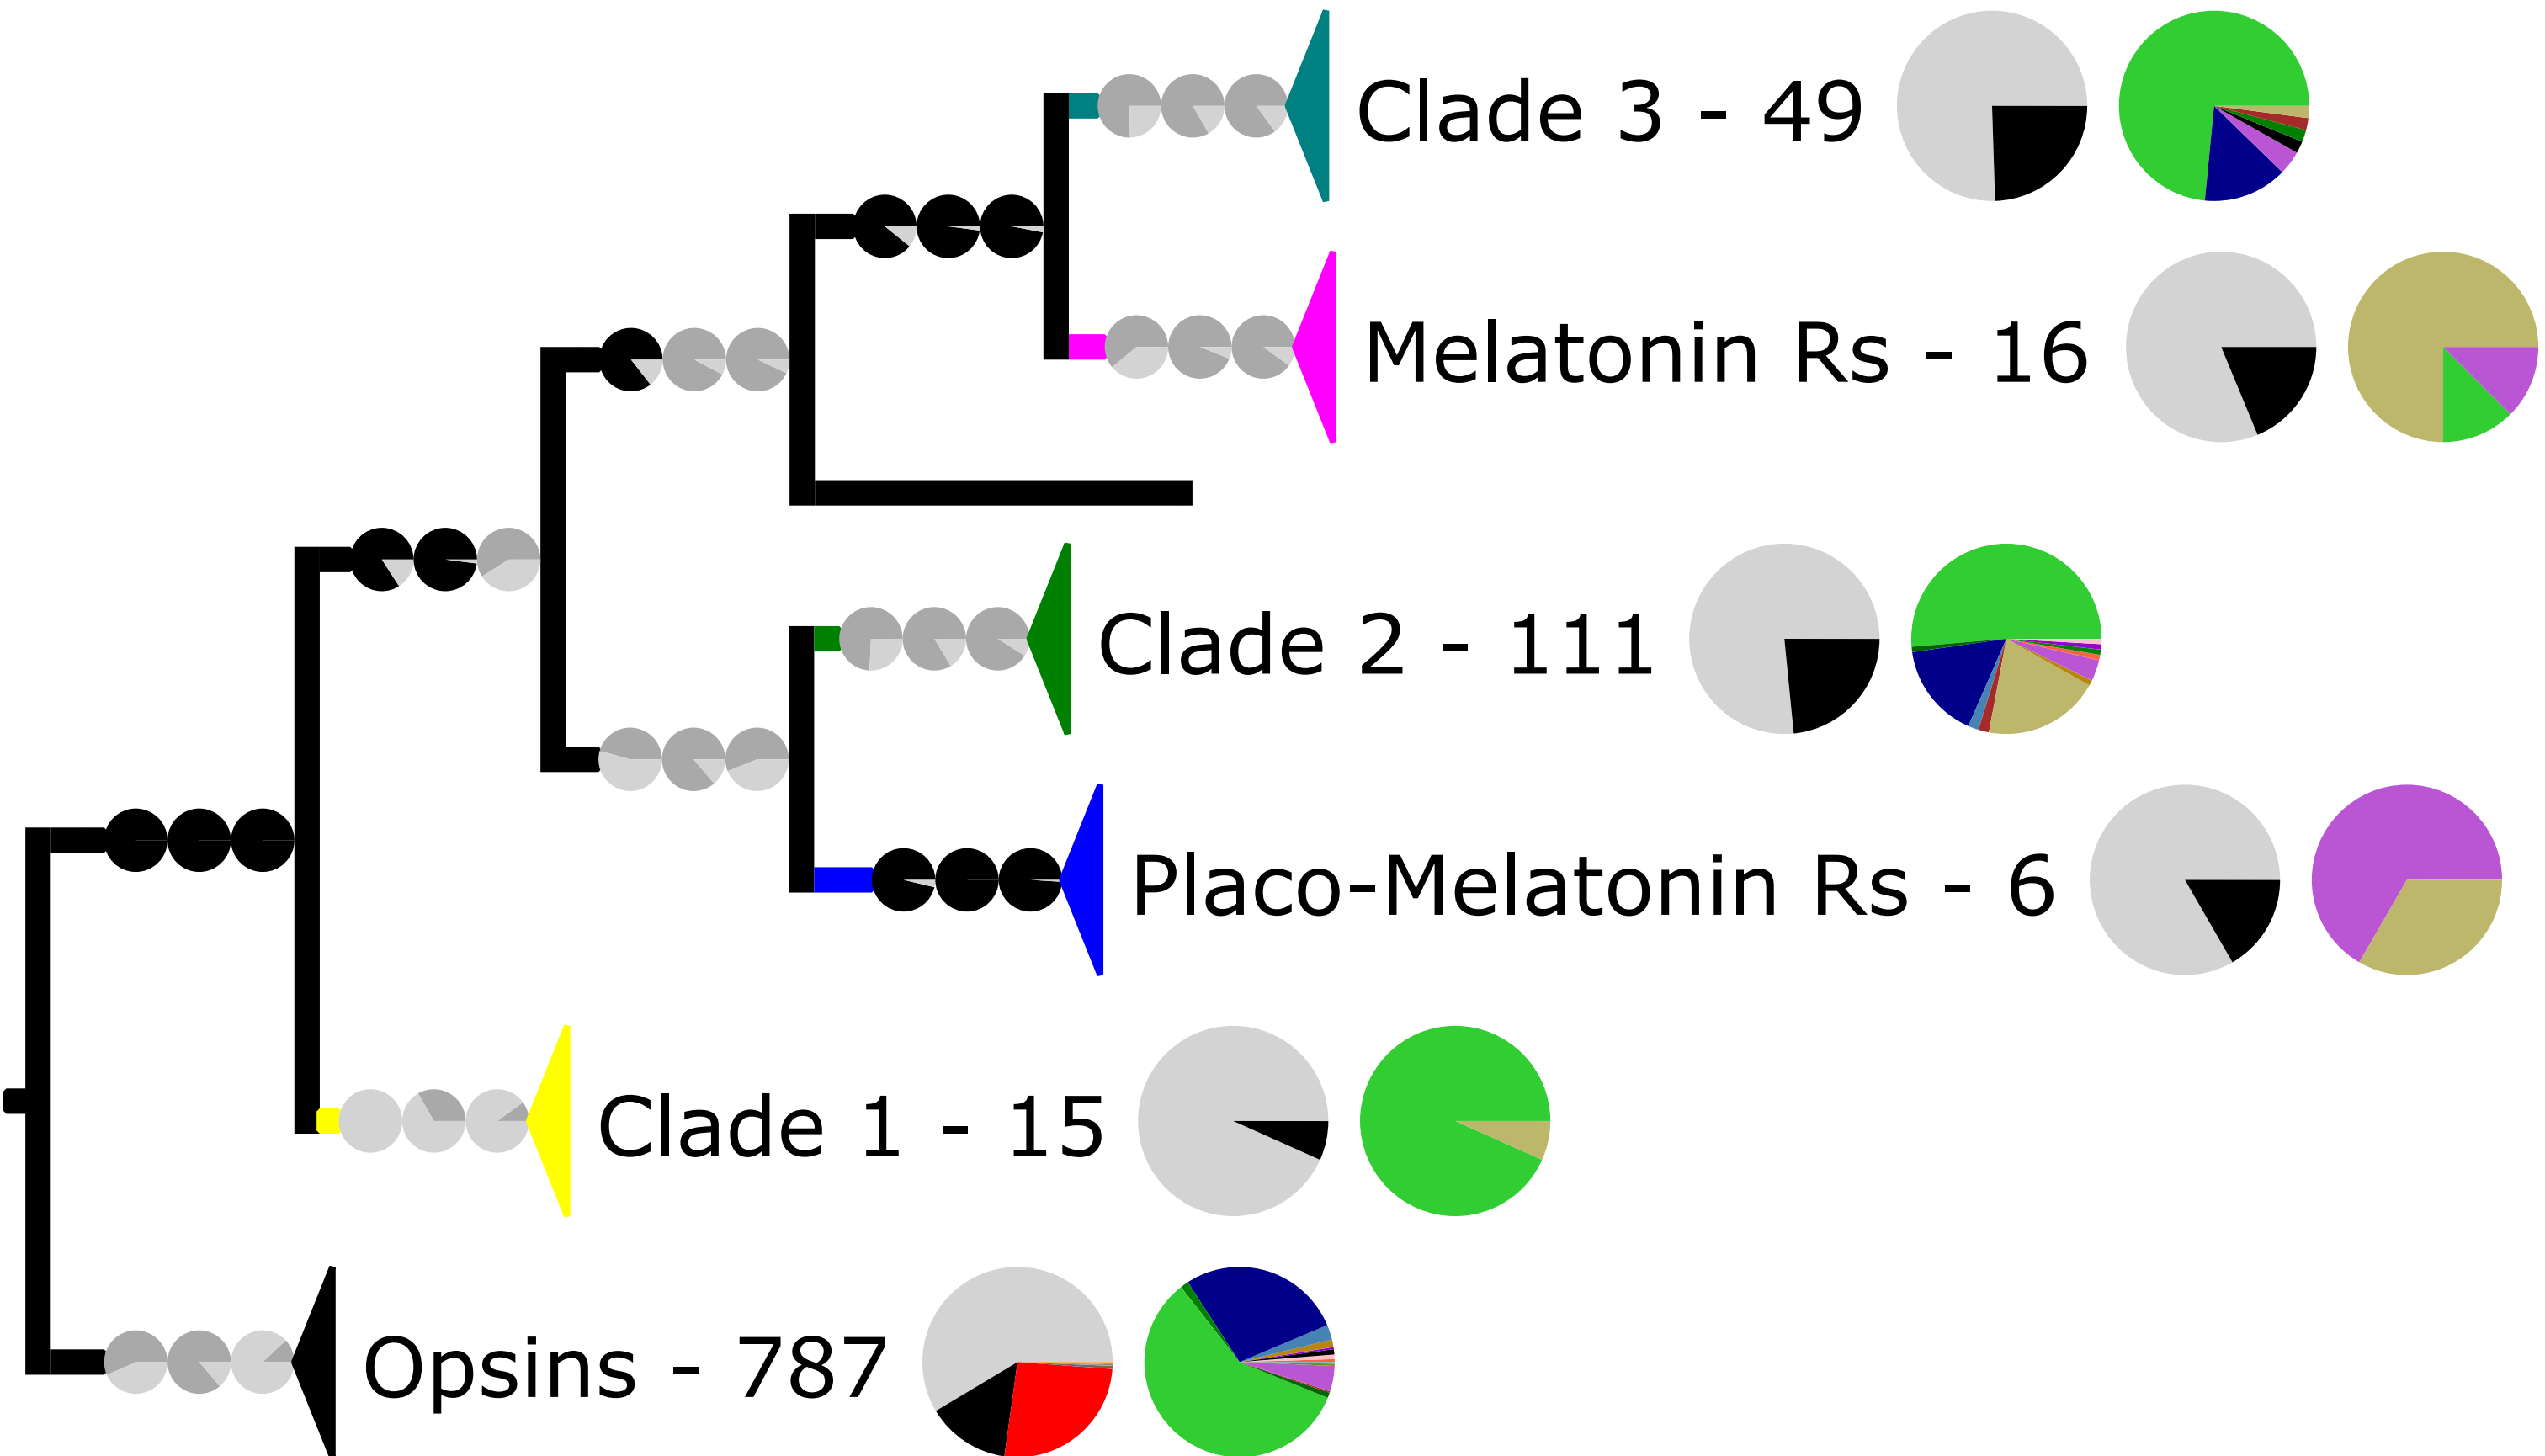 Clade 3 - 49
Melatonin Rs - 16
Clade 2 - 111
Placo-Melatonin Rs - 6
Clade 1 - 15
Opsins - 787